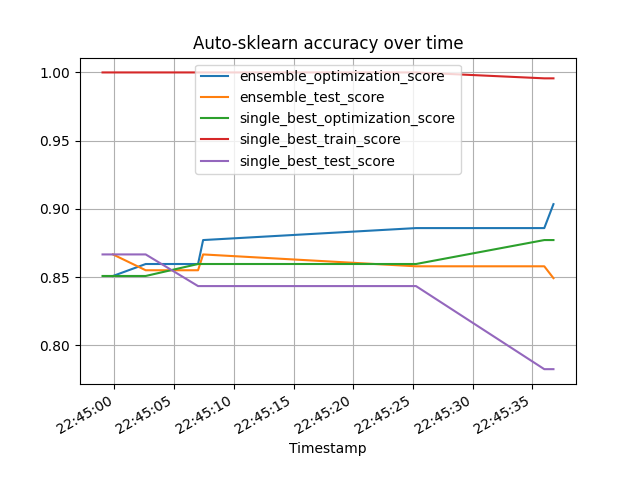 Auto-sklearn accuracy over time
1.00
0.95
0.90
0.85
0.80
ensemble_optimization_score
ensemble_test_score
single_best_optimization_score
single_best_train_score
single_best_test_score
22:45:00
22:45:05
22:45:10
22:45:15
22:45:20
22:45:25
22:45:30
22:45:35
Timestamp